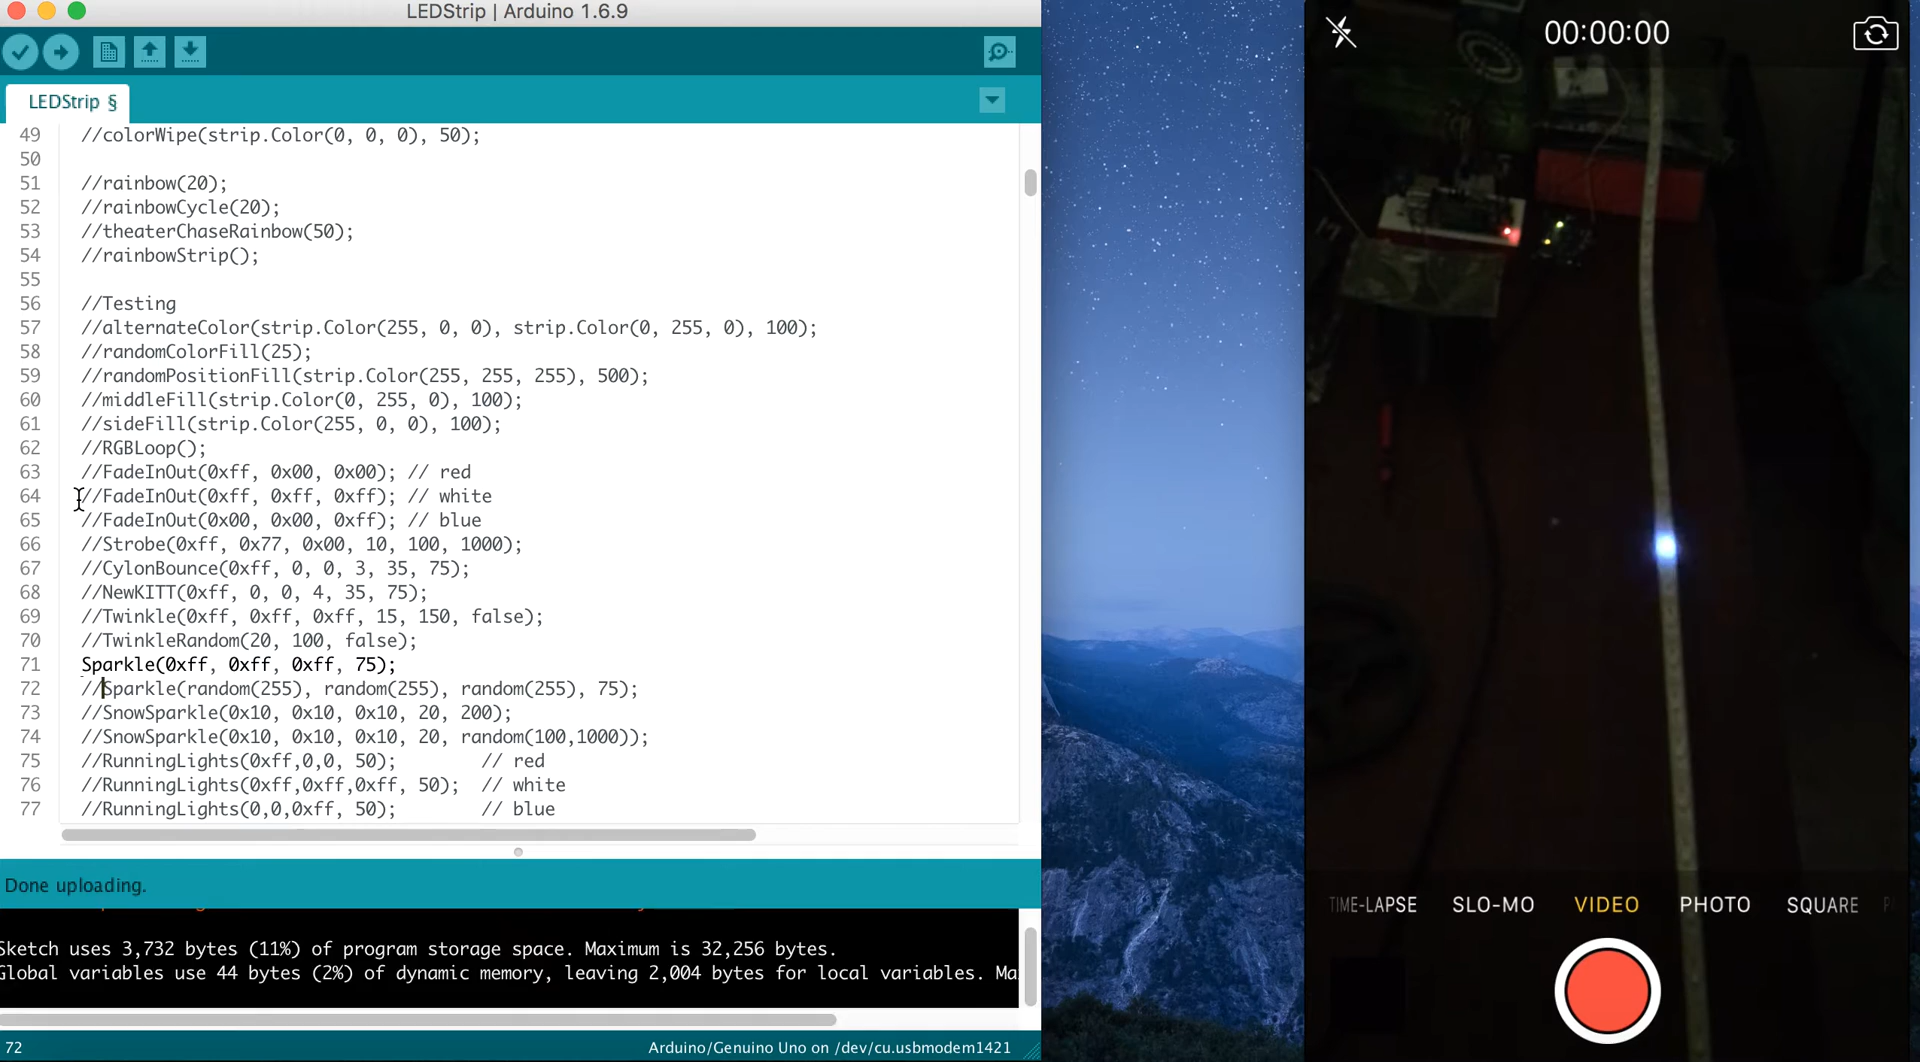 LEDStrip | Arduino 1.6.9
LEDStrip §
49 //colorWipe(strip.Color(0, 0, 0), 50);
50
51 //rainbow(20);
52 //rainbowCycle(20);
53 //theaterChaseRainbow(50);
54 //rainbowStrip();
55
56 //Testing
57 //alternateColor(strip.Color(255, 0, 0), strip.Color(0, 255, 0), 100);
58 //randomColorFill(25);
59 //randomPositionFill(strip.Color(255, 255, 255), 500);
60 //middleFill(strip.Color(0, 255, 0), 100);
61 //sideFill(strip.Color(255, 0, 0), 100);
62 //RGBLoop();
63 //FadeInOut(0xff, 0x00, 0x00); // red
64 //FadeInOut(0xff, 0xff, 0xff); // white
65 //FadeInOut(0x00, 0x00, 0xff); // blue
66 //Strobe(0xff, 0x77, 0x00, 10, 100, 1000);
67 //CylonBounce(0xff, 0, 0, 3, 35, 75);
68 //NewKITT(0xff, 0, 0, 4, 35, 75);
69 //Twinkle(0xff, 0xff, 0xff, 15, 150, false);
70 //TwinkleRandom(20, 100, false);
71 Sparkle(0xff, 0xff, 0xff, 75);
72 //Sparkle(random(255), random(255), random(255), 75);
73 //SnowSparkle(0x10, 0x10, 0x10, 20, 200);
74 //SnowSparkle(0x10, 0x10, 0x10, 20, random(100,1000));
75 //RunningLights(0xff,0,0, 50); // red
76 //RunningLights(0xff,0xff,0xff, 50); // white
77 //RunningLights(0,0,0xff, 50); // blue
Done uploading.
Sketch uses 3,732 bytes (11%) of program storage space. Maximum is 32,256 bytes.
Global variables use 44 bytes (2%) of dynamic memory, leaving 2,004 bytes for local variables. Ma
72 Arduino/Genuino Uno on /dev/cu.usbmodem1421
00:00:00
TIME-LAPSE SLO-MO VIDEO PHOTO SQUARE